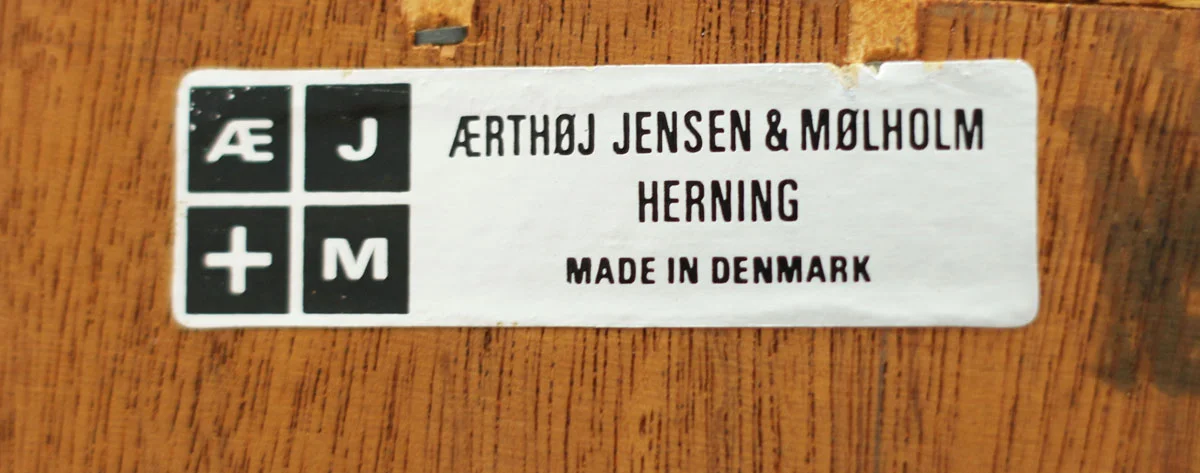 Æ J
+ M
ÆRTHØJ JENSEN & MØLHOLM
HERNING
MADE IN DENMARK